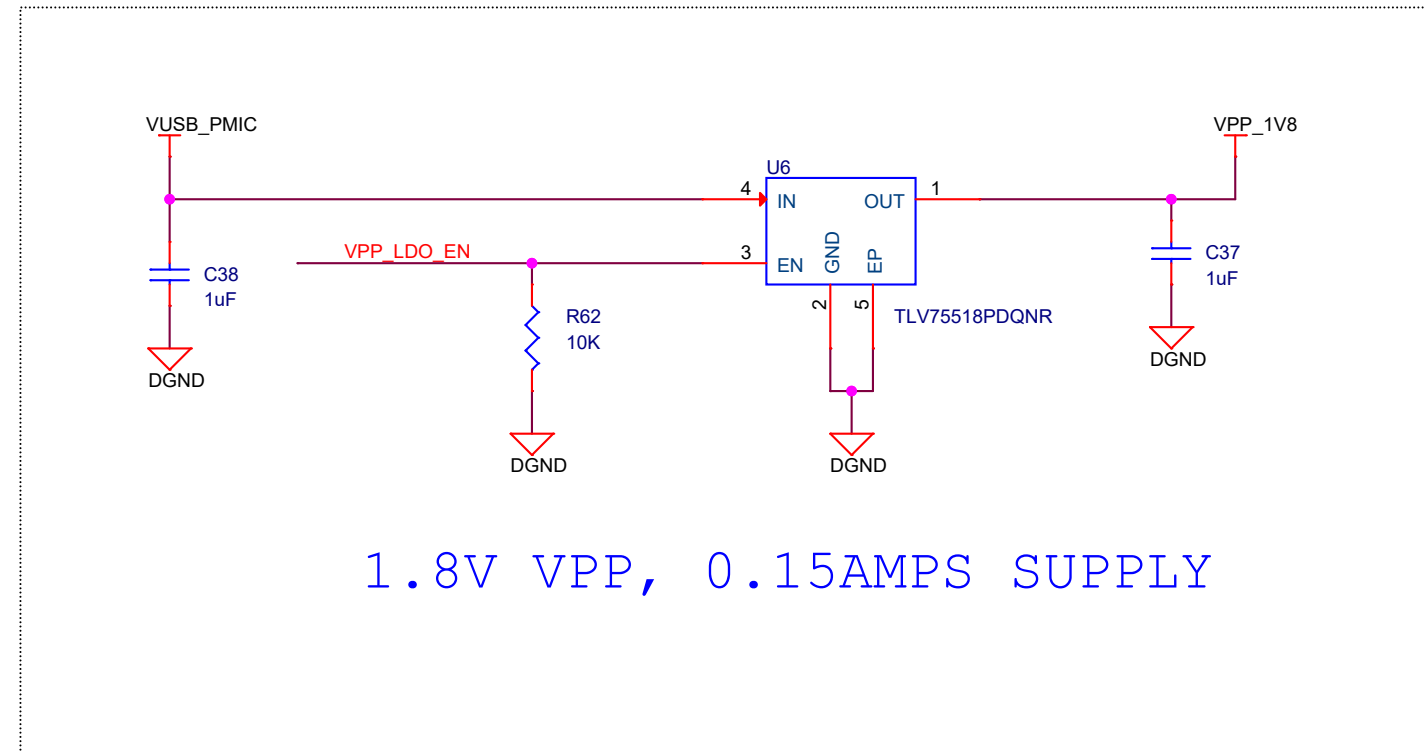 VUSB_PMIC
VPP_1V8
U6
4
IN
OUT
1
VPP_LDO_EN
3
EN
GND
EP
C38
1uF
C37
1uF
2
5
TLV75518PDQNR
R62
10K
DGND
DGND
DGND
DGND
1.8V VPP, 0.15AMPS SUPPLY